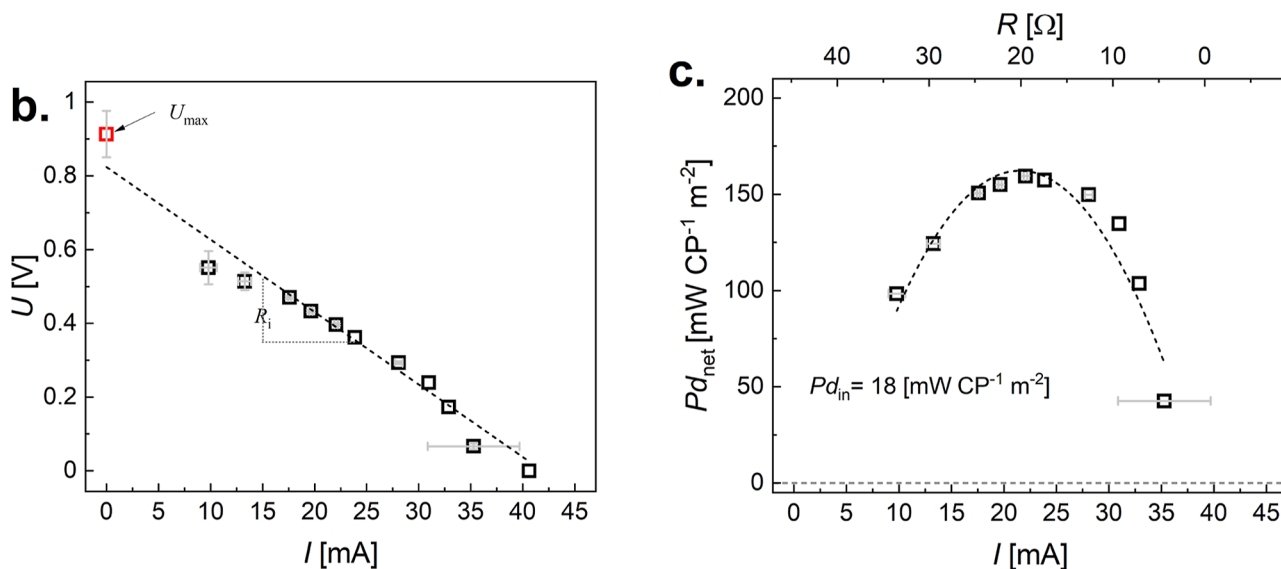 b.
U [V]
1
0.8
0.6
0.4
0.2
0
U_max
R_i
0 5 10 15 20 25 30 35 40 45
I [mA]
c.
R [Ω]
40 30 20 10 0
Pd_net [mW CP⁻¹ m⁻²]
200
150
100
50
0
Pd_in= 18 [mW CP⁻¹ m⁻²]
0 5 10 15 20 25 30 35 40 45
I [mA]